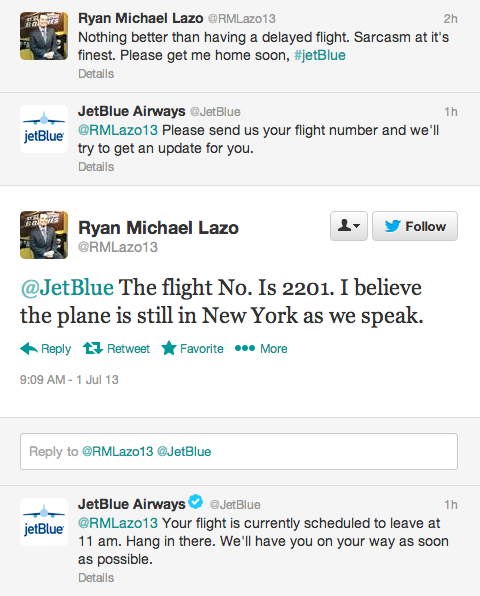 Ryan Michael Lazo @RMLazo13 2h
Nothing better than having a delayed flight. Sarcasm at it's
finest. Please get me home soon, #jetBlue
Details
JetBlue Airways @JetBlue 1h
jetBlue
@RMLazo13 Please send us your flight number and we'll
try to get an update for you.
Details
Ryan Michael Lazo
@RMLazo13
Follow
@JetBlue The flight No. Is 2201. I believe
the plane is still in New York as we speak.
Reply Retweet Favorite More
9:09 AM - 1 Jul 13
Reply to @RMLazo13 @JetBlue
JetBlue Airways @JetBlue 1h
jetBlue
@RMLazo13 Your flight is currently scheduled to leave at
11 am. Hang in there. We'll have you on your way as soon
as possible.
Details